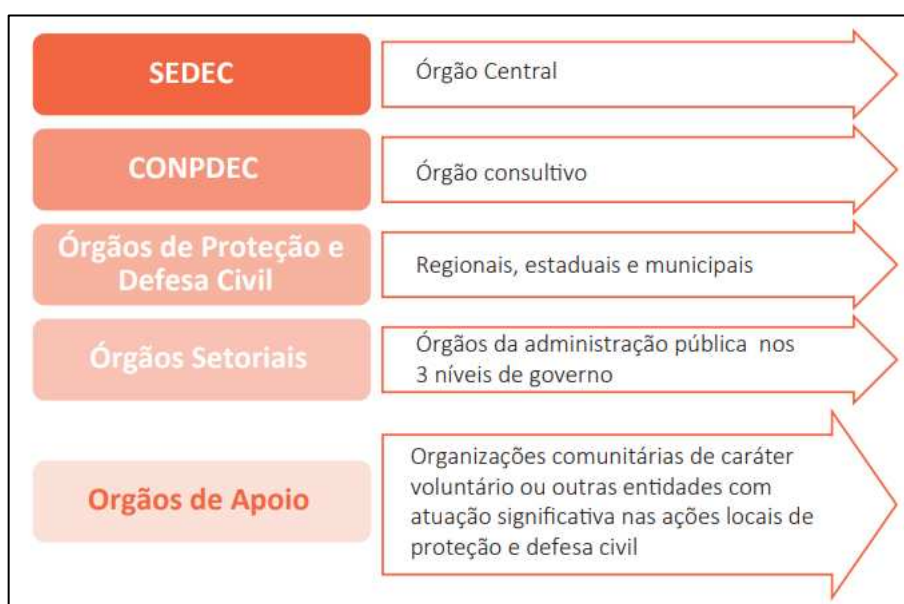 SEDEC
Órgão Central
CONPDEC
Órgão consultivo
Órgãos de Proteção e
Defesa Civil
Regionais, estaduais e municipais
Órgãos Setoriais
Órgãos da administração pública nos
3 níveis de governo
Orgãos de Apoio
Organizações comunitárias de caráter
voluntário ou outras entidades com
atuação significativa nas ações locais de
proteção e defesa civil